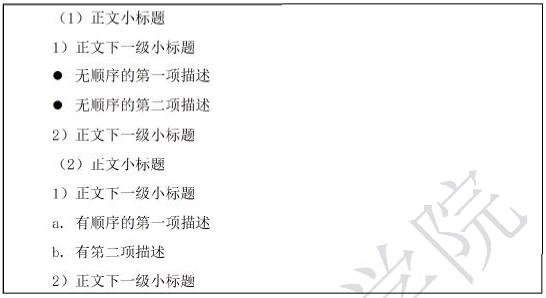 （1）正文小标题
1）正文下一级小标题
● 无顺序的第一项描述
● 无顺序的第二项描述
2）正文下一级小标题
（2）正文小标题
1）正文下一级小标题
a. 有顺序的第一项描述
b. 有第二项描述
2）正文下一级小标题
学院